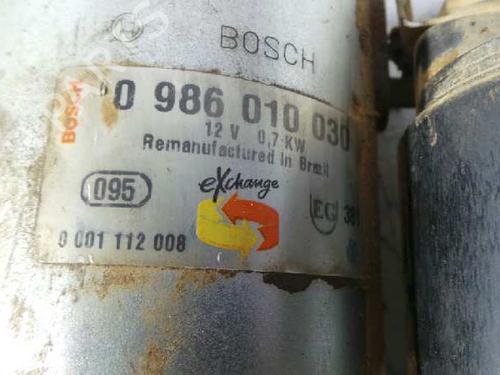 BOSCH
BOSCH
0 986 010 030
12 V 0,7 KW
Remanufactured in Brazil
095
eXchange
EG
0 001 112 008